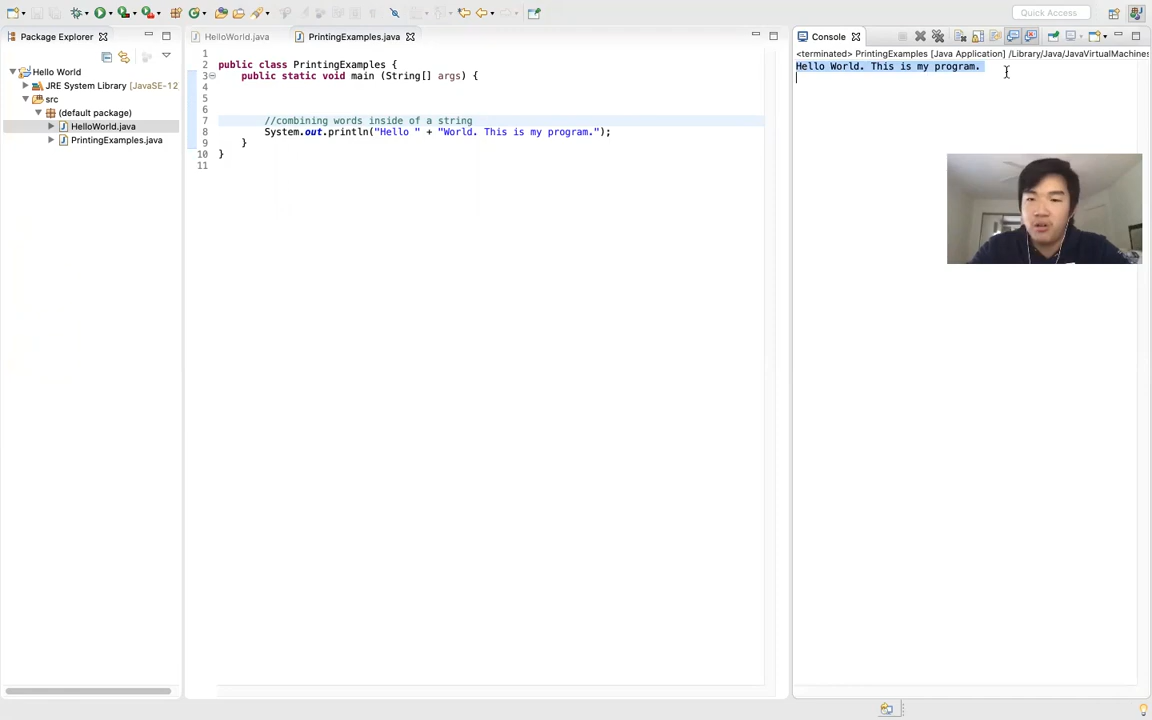 Quick Access
Package Explorer
Hello World
JRE System Library [JavaSE-12
src
(default package)
HelloWorld.java
PrintingExamples.java
HelloWorld.java
PrintingExamples.java
1
2 public class PrintingExamples {
3 public static void main (String[] args) {
4
5
6
7 //combining words inside of a string
8 System.out.println("Hello " + "World. This is my program.");
9 }
10 }
11
Console
<terminated> PrintingExamples [Java Application] /Library/Java/JavaVirtualMachines
Hello World. This is my program.